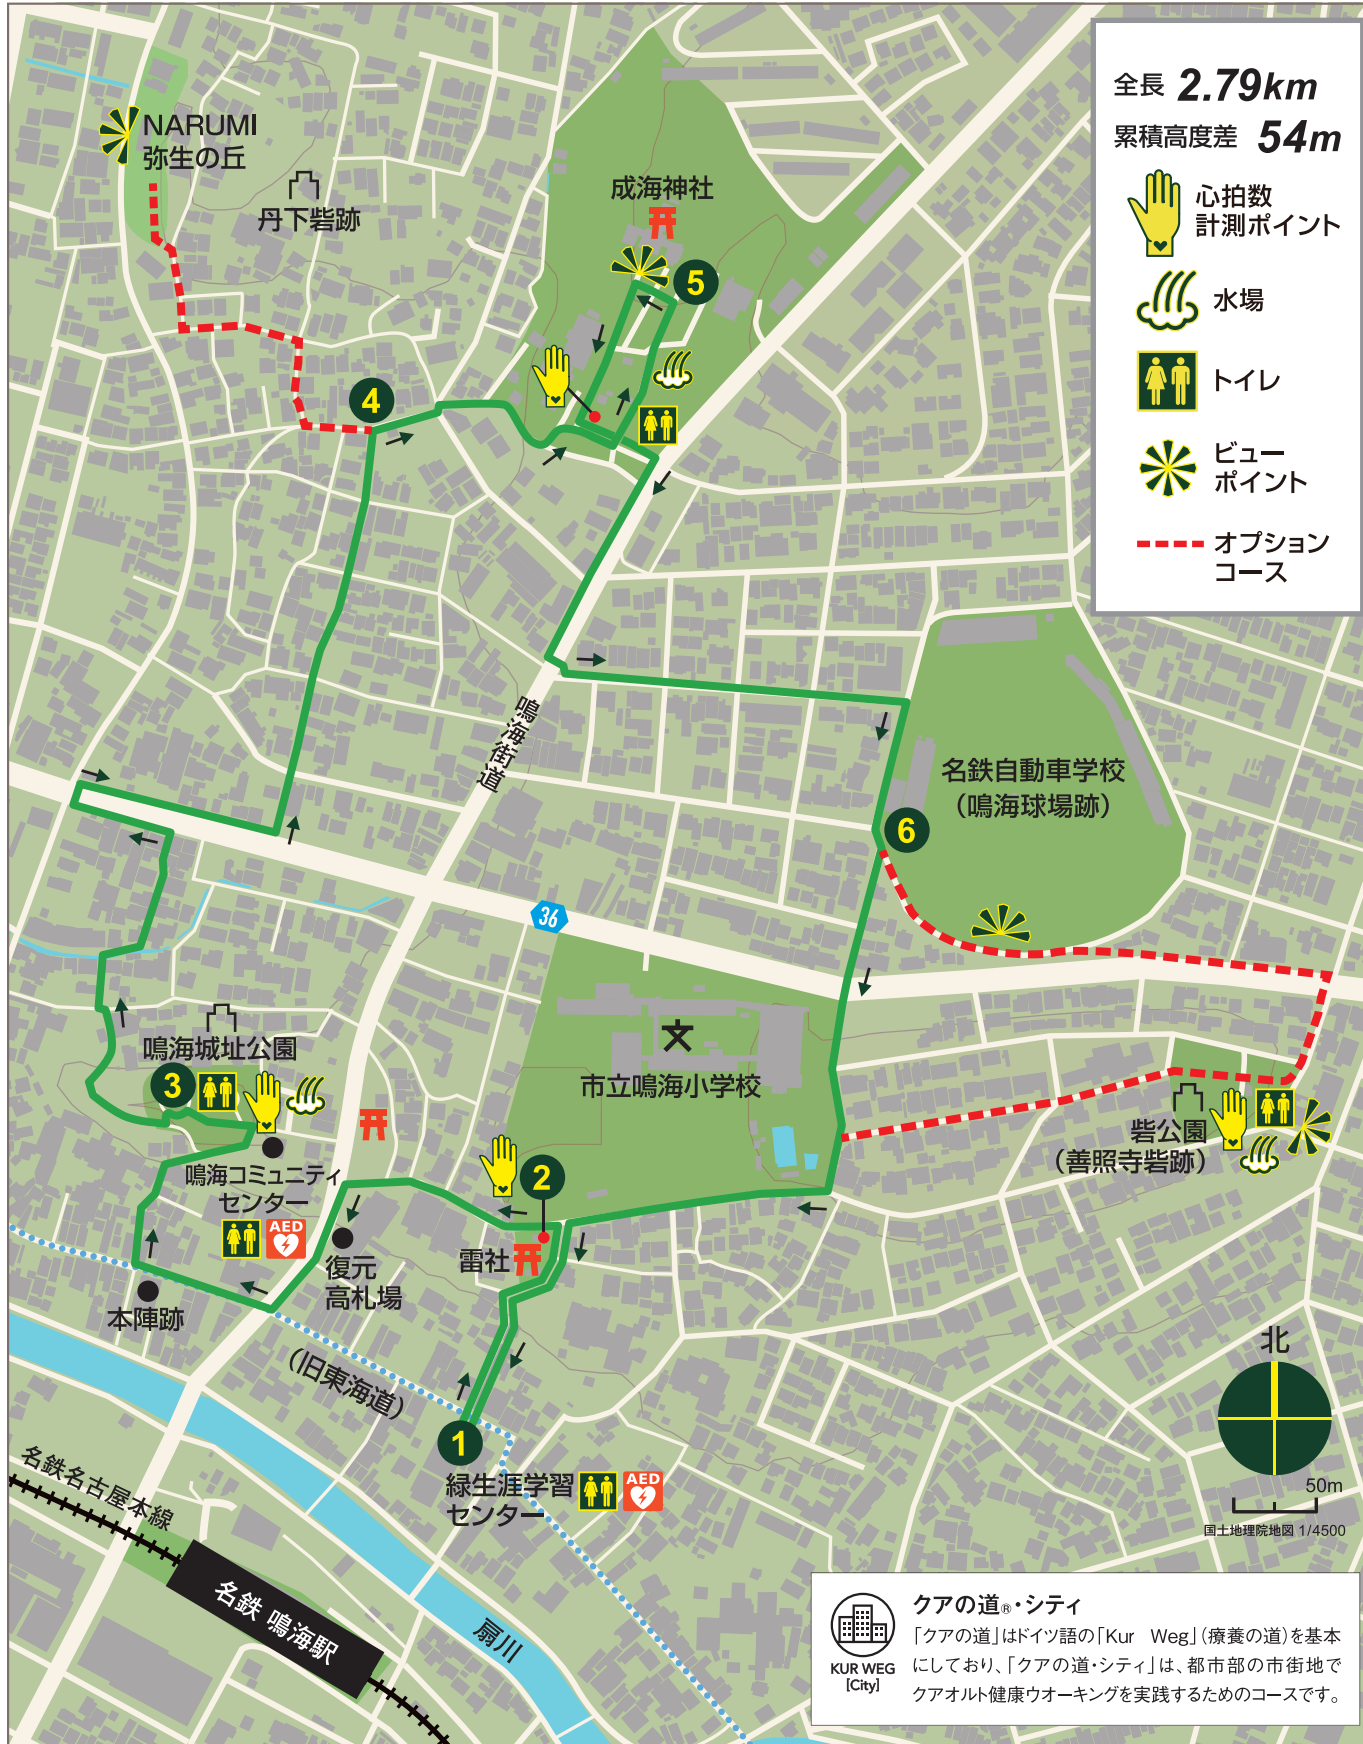 全長 2.79km
累積高度差 54m
心拍数
計測ポイント
水場
トイレ
ビュー
ポイント
オプション
コース
NARUMI
弥生の丘
丹下砦跡
成海神社
5
4
鳴海街道
名鉄自動車学校
（鳴海球場跡）
6
36
鳴海城址公園
3
市立鳴海小学校
砦公園
（善照寺砦跡）
鳴海コミュニティ
センター
AED
2
雷社
復元
高札場
本陣跡
（旧東海道）
1
緑生涯学習
センター
AED
北
50m
国土地理院地図 1/4500
名鉄名古屋本線
名鉄 鳴海駅
扇川
KUR WEG
[City]
クアの道®・シティ
「クアの道」はドイツ語の「Kur Weg」（療養の道）を基本
にしており、「クアの道・シティ」は、都市部の市街地で
クアオルト健康ウオーキングを実践するためのコースです。